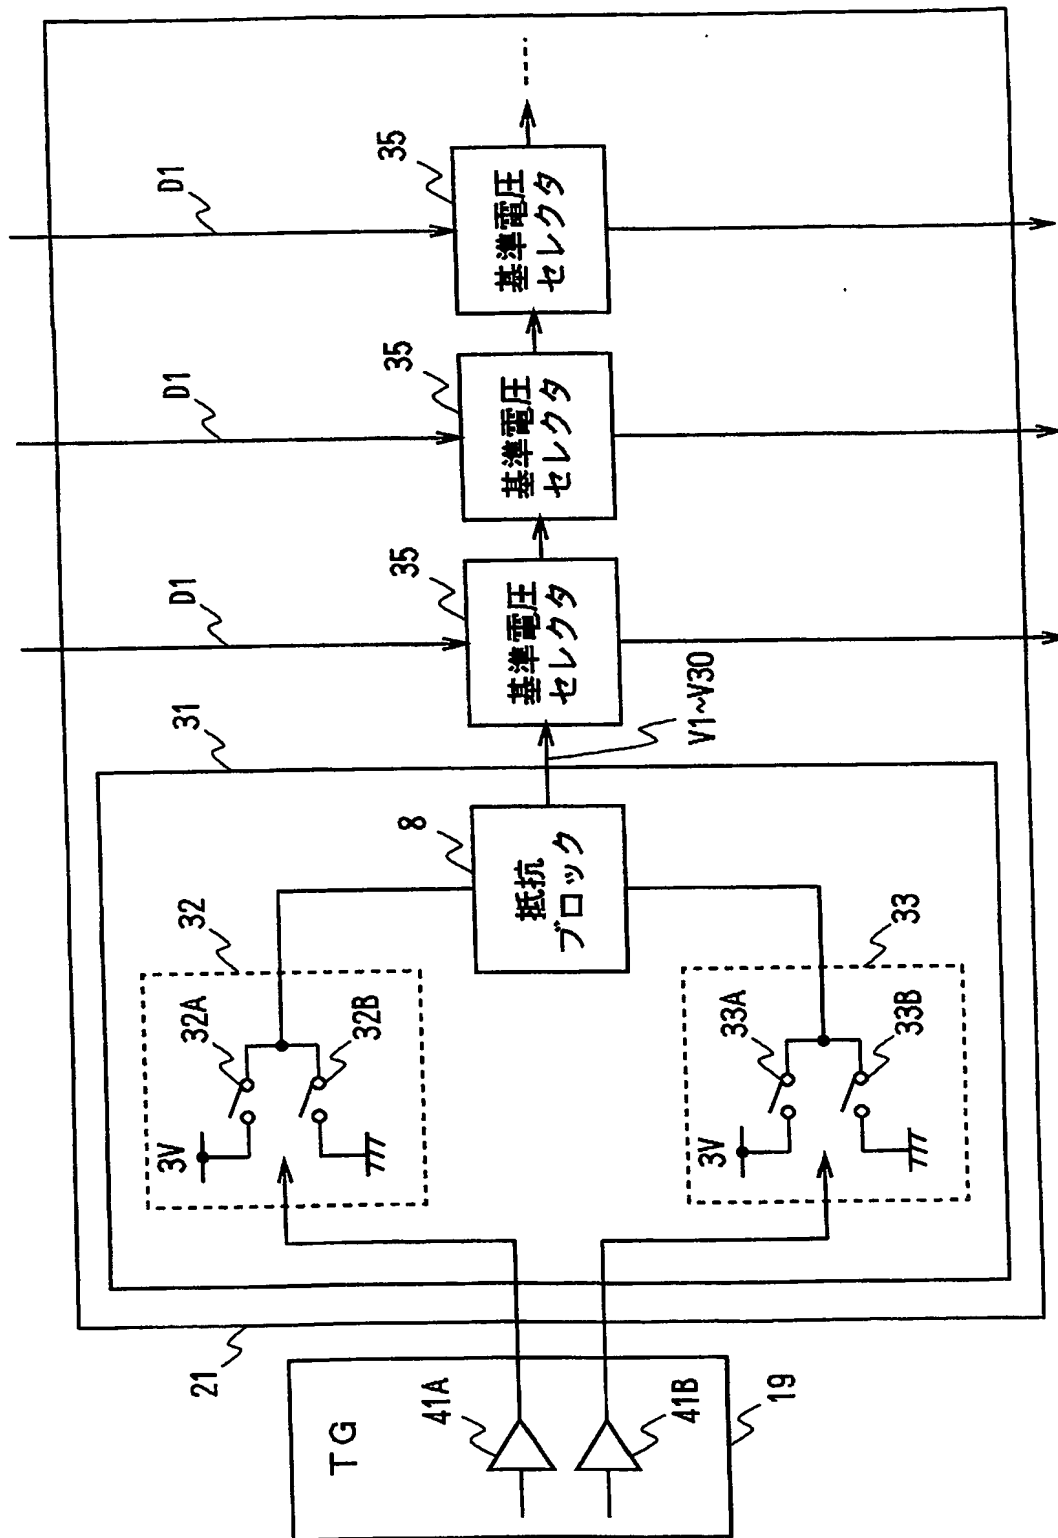 TG
41A
41B
19
21
31
32
3V
32A
32B
33
3V
33A
33B
8
抵抗
ブロック
V1~V30
D1
35
基準電圧
セレクタ
D1
35
基準電圧
セレクタ
D1
35
基準電圧
セレクタ